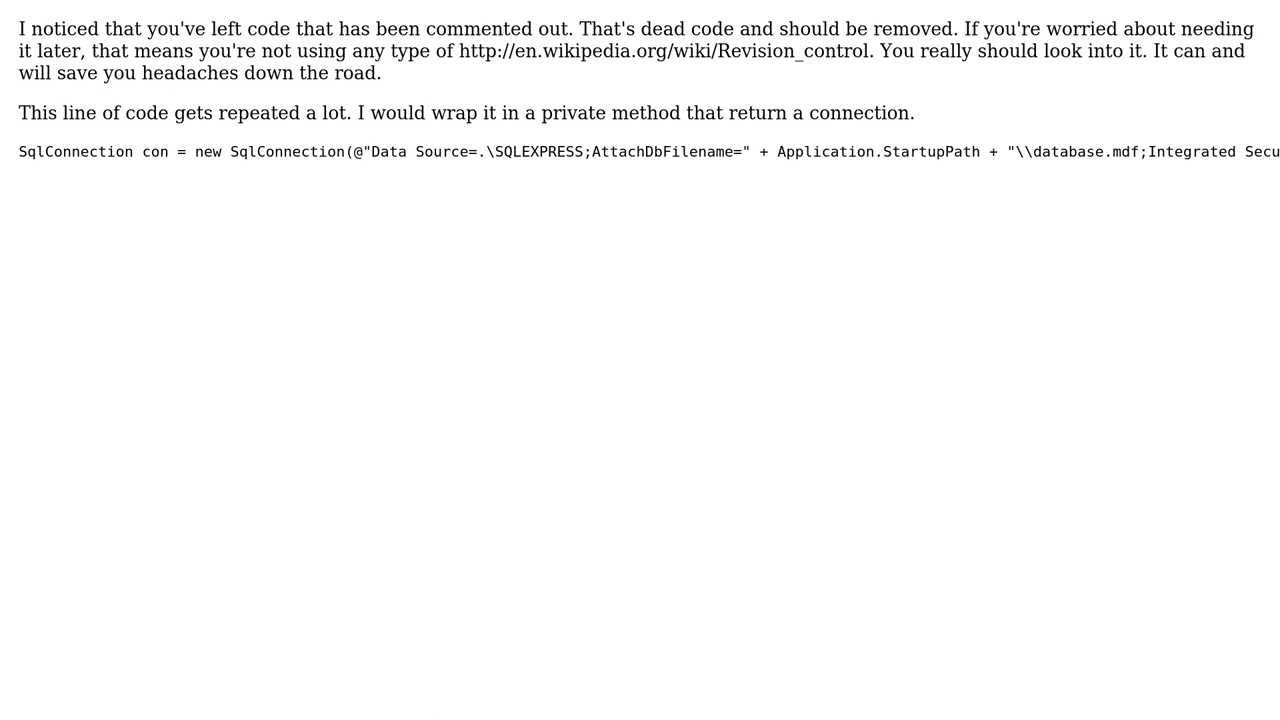 I noticed that you've left code that has been commented out. That's dead code and should be removed. If you're worried about needing
it later, that means you're not using any type of http://en.wikipedia.org/wiki/Revision_control. You really should look into it. It can and
will save you headaches down the road.
This line of code gets repeated a lot. I would wrap it in a private method that return a connection.
SqlConnection con = new SqlConnection(@"Data Source=.\SQLEXPRESS;AttachDbFilename=" + Application.StartupPath + "\\database.mdf;Integrated Secu